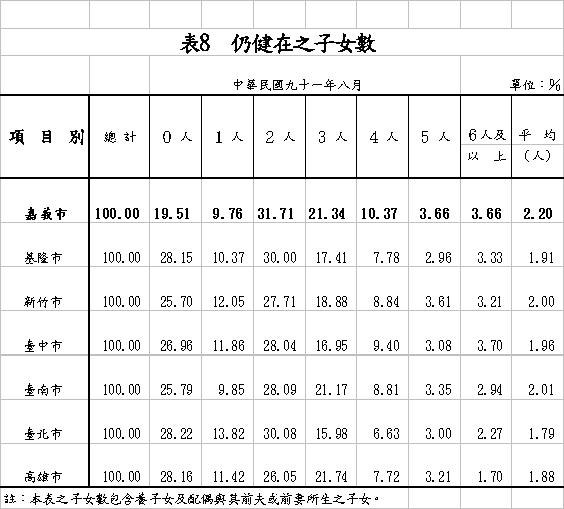 表8　仍健在之子女數
中華民國九十一年八月　單位：%
項 目 別　總 計　0 人　1 人　2 人　3 人　4 人　5 人　6人及以 上　平 均(人)
嘉義市　100.00　19.51　9.76　31.71　21.34　10.37　3.66　3.66　2.20
基隆市　100.00　28.15　10.37　30.00　17.41　7.78　2.96　3.33　1.91
新竹市　100.00　25.70　12.05　27.71　18.88　8.84　3.61　3.21　2.00
臺中市　100.00　26.96　11.86　28.04　16.95　9.40　3.08　3.70　1.96
臺南市　100.00　25.79　9.85　28.09　21.17　8.81　3.35　2.94　2.01
臺北市　100.00　28.22　13.82　30.08　15.98　6.63　3.00　2.27　1.79
高雄市　100.00　28.16　11.42　26.05　21.74　7.72　3.21　1.70　1.88
註：本表之子女數包含養子女及配偶與其前夫或前妻所生之子女。